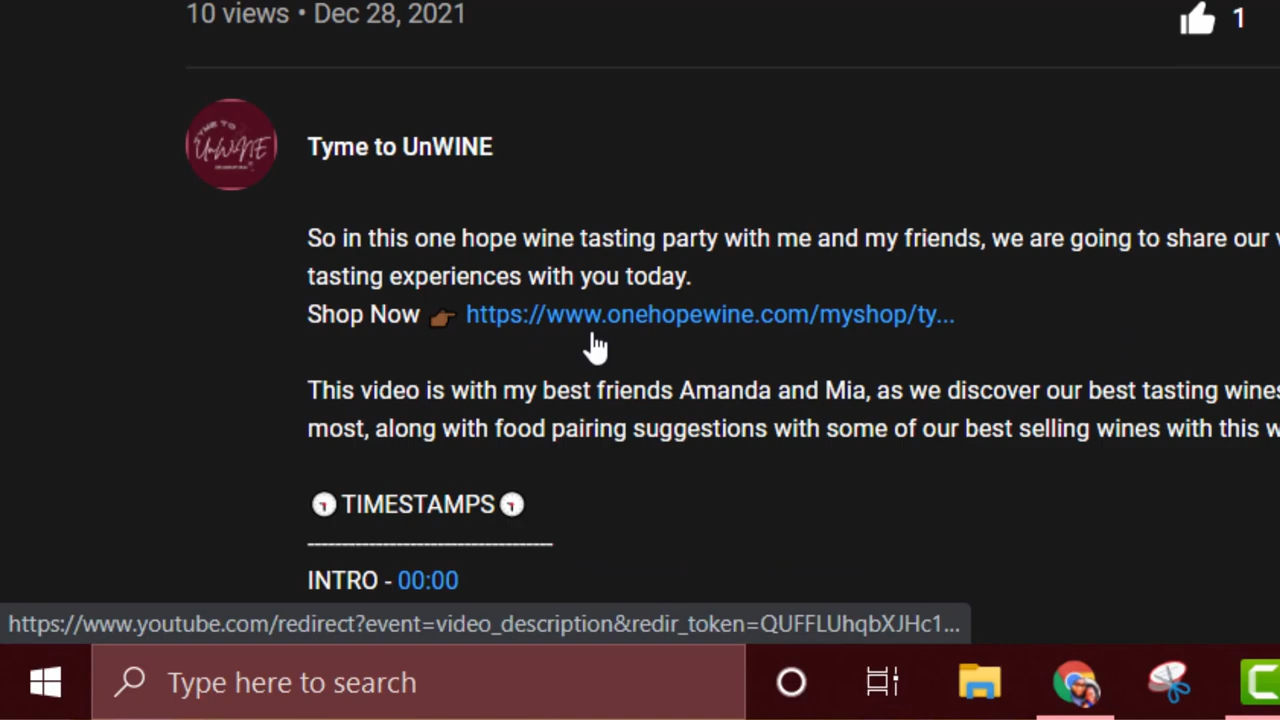 10 views • Dec 28, 2021
1
TYME TO
UnWINE
Tyme to UnWINE
So in this one hope wine tasting party with me and my friends, we are going to share our
tasting experiences with you today.
Shop Now 👉🏾 https://www.onehopewine.com/myshop/ty...
This video is with my best friends Amanda and Mia, as we discover our best tasting wines
most, along with food pairing suggestions with some of our best selling wines with this
🕤TIMESTAMPS🕤
-----------------------------------
INTRO - 00:00
https://www.youtube.com/redirect?event=video_description&redir_token=QUFFLUhqbXJHc1...
Type here to search